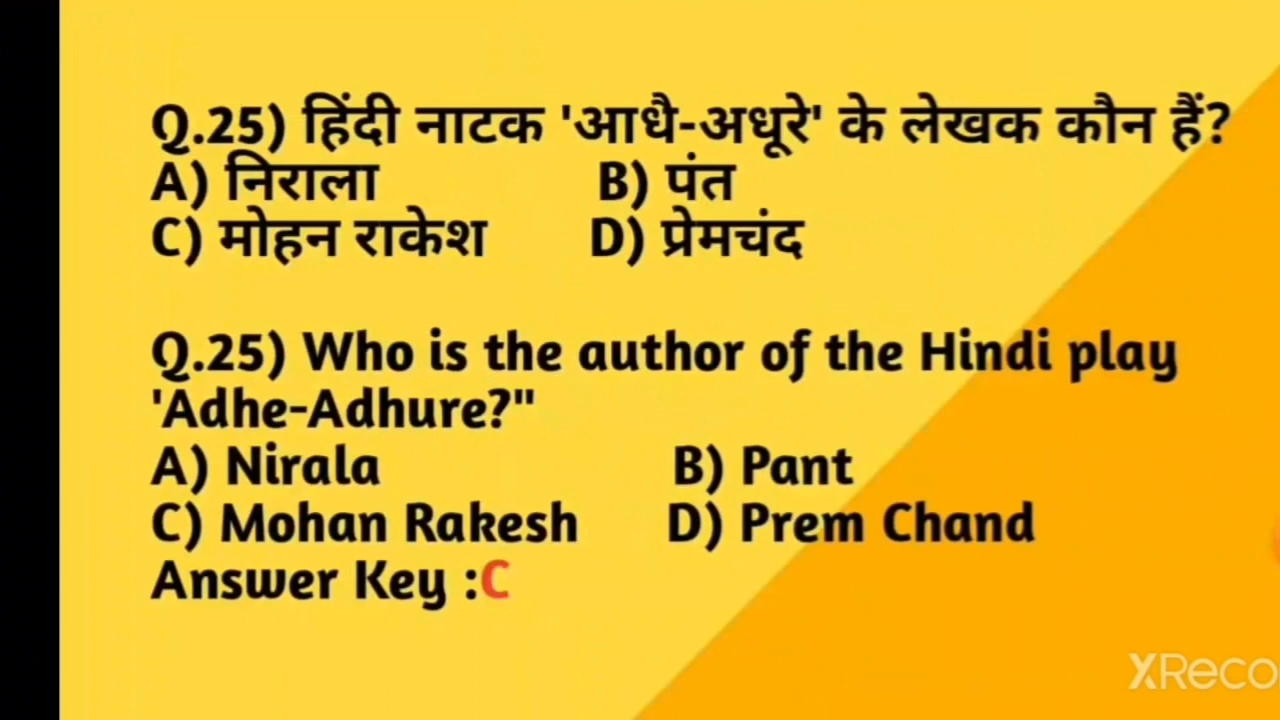 Q.25) हिंदी नाटक 'आधै-अधूरे' के लेखक कौन हैं?
A) निराला B) पंत
C) मोहन राकेश D) प्रेमचंद
Q.25) Who is the author of the Hindi play
'Adhe-Adhure?"
A) Nirala B) Pant
C) Mohan Rakesh D) Prem Chand
Answer Key :C
XReco